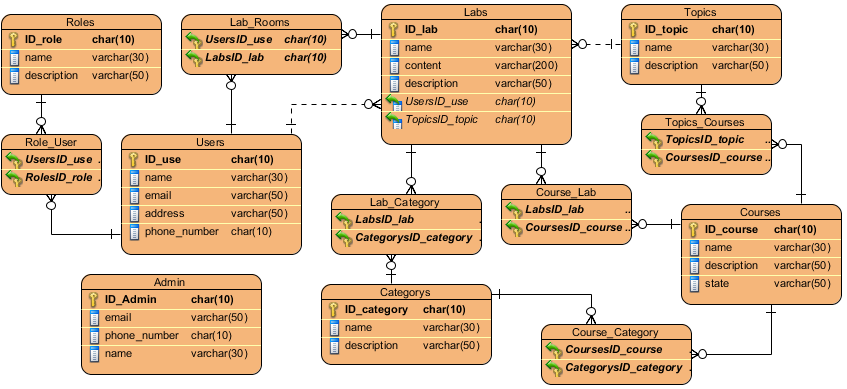 Roles
ID_role char(10)
name varchar(30)
description varchar(50)
Lab_Rooms
UsersID_use char(10)
LabsID_lab char(10)
Labs
ID_lab char(10)
name varchar(30)
content varchar(200)
description varchar(50)
UsersID_use char(10)
TopicsID_topic char(10)
Topics
ID_topic char(10)
name varchar(30)
description varchar(50)
Role_User
UsersID_use .
RolesID_role .
Users
ID_use char(10)
name varchar(30)
email varchar(50)
address varchar(50)
phone_number char(10)
Topics_Courses
TopicsID_topic ..
CoursesID_course ..
Lab_Category
LabsID_lab .
CategorysID_category .
Course_Lab
LabsID_lab ..
CoursesID_course ..
Courses
ID_course char(10)
name varchar(30)
description varchar(50)
state varchar(50)
Admin
ID_Admin char(10)
email varchar(50)
phone_number char(10)
name varchar(30)
Categorys
ID_category char(10)
name varchar(30)
description varchar(50)
Course_Category
CoursesID_course .
CategorysID_category .